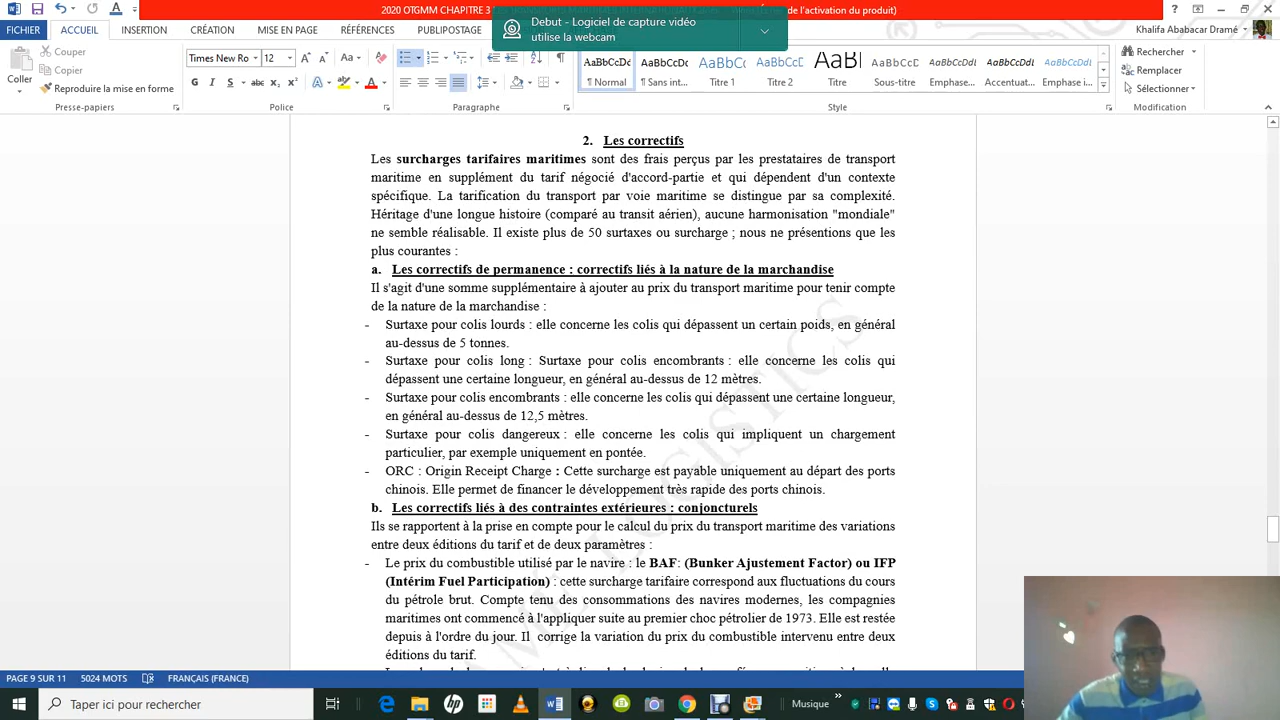 2020 OTGMM CHAPITRE 3
de l'activation du produit)
Debut - Logiciel de capture vidéo
utilise la webcam
FICHIER ACCUEIL INSERTION CRÉATION MISE EN PAGE RÉFÉRENCES PUBLIPOSTAGE
Khalifa Ababacar Dramé
Coller
Couper
Copier
Reproduire la mise en forme
Times New Ro 12
Aa
G I S abc x₂ x²
¶ Normal ¶ Sans int... Titre 1 Titre 2 Titre Sous-titre Emphase... Accentuat... Emphase i...
Rechercher
Remplacer
Sélectionner
Presse-papiers Police Paragraphe Style Modification
2. Les correctifs
Les surcharges tarifaires maritimes sont des frais perçus par les prestataires de transport
maritime en supplément du tarif négocié d'accord-partie et qui dépendent d'un contexte
spécifique. La tarification du transport par voie maritime se distingue par sa complexité.
Héritage d'une longue histoire (comparé au transit aérien), aucune harmonisation "mondiale"
ne semble réalisable. Il existe plus de 50 surtaxes ou surcharge ; nous ne présentions que les
plus courantes :
a. Les correctifs de permanence : correctifs liés à la nature de la marchandise
Il s'agit d'une somme supplémentaire à ajouter au prix du transport maritime pour tenir compte
de la nature de la marchandise :
- Surtaxe pour colis lourds : elle concerne les colis qui dépassent un certain poids, en général
au-dessus de 5 tonnes.
- Surtaxe pour colis long : Surtaxe pour colis encombrants : elle concerne les colis qui
dépassent une certaine longueur, en général au-dessus de 12 mètres.
- Surtaxe pour colis encombrants : elle concerne les colis qui dépassent une certaine longueur,
en général au-dessus de 12,5 mètres.
- Surtaxe pour colis dangereux : elle concerne les colis qui impliquent un chargement
particulier, par exemple uniquement en pontée.
- ORC : Origin Receipt Charge : Cette surcharge est payable uniquement au départ des ports
chinois. Elle permet de financer le développement très rapide des ports chinois.
b. Les correctifs liés à des contraintes extérieures : conjoncturels
Ils se rapportent à la prise en compte pour le calcul du prix du transport maritime des variations
entre deux éditions du tarif et de deux paramètres :
- Le prix du combustible utilisé par le navire : le BAF: (Bunker Ajustement Factor) ou IFP
(Intérim Fuel Participation) : cette surcharge tarifaire correspond aux fluctuations du cours
du pétrole brut. Compte tenu des consommations des navires modernes, les compagnies
maritimes ont commencé à l'appliquer suite au premier choc pétrolier de 1973. Elle est restée
depuis à l'ordre du jour. Il corrige la variation du prix du combustible intervenu entre deux
éditions du tarif.
LOGISTICS
PAGE 9 SUR 11 5024 MOTS FRANÇAIS (FRANCE)
Taper ici pour rechercher
Musique